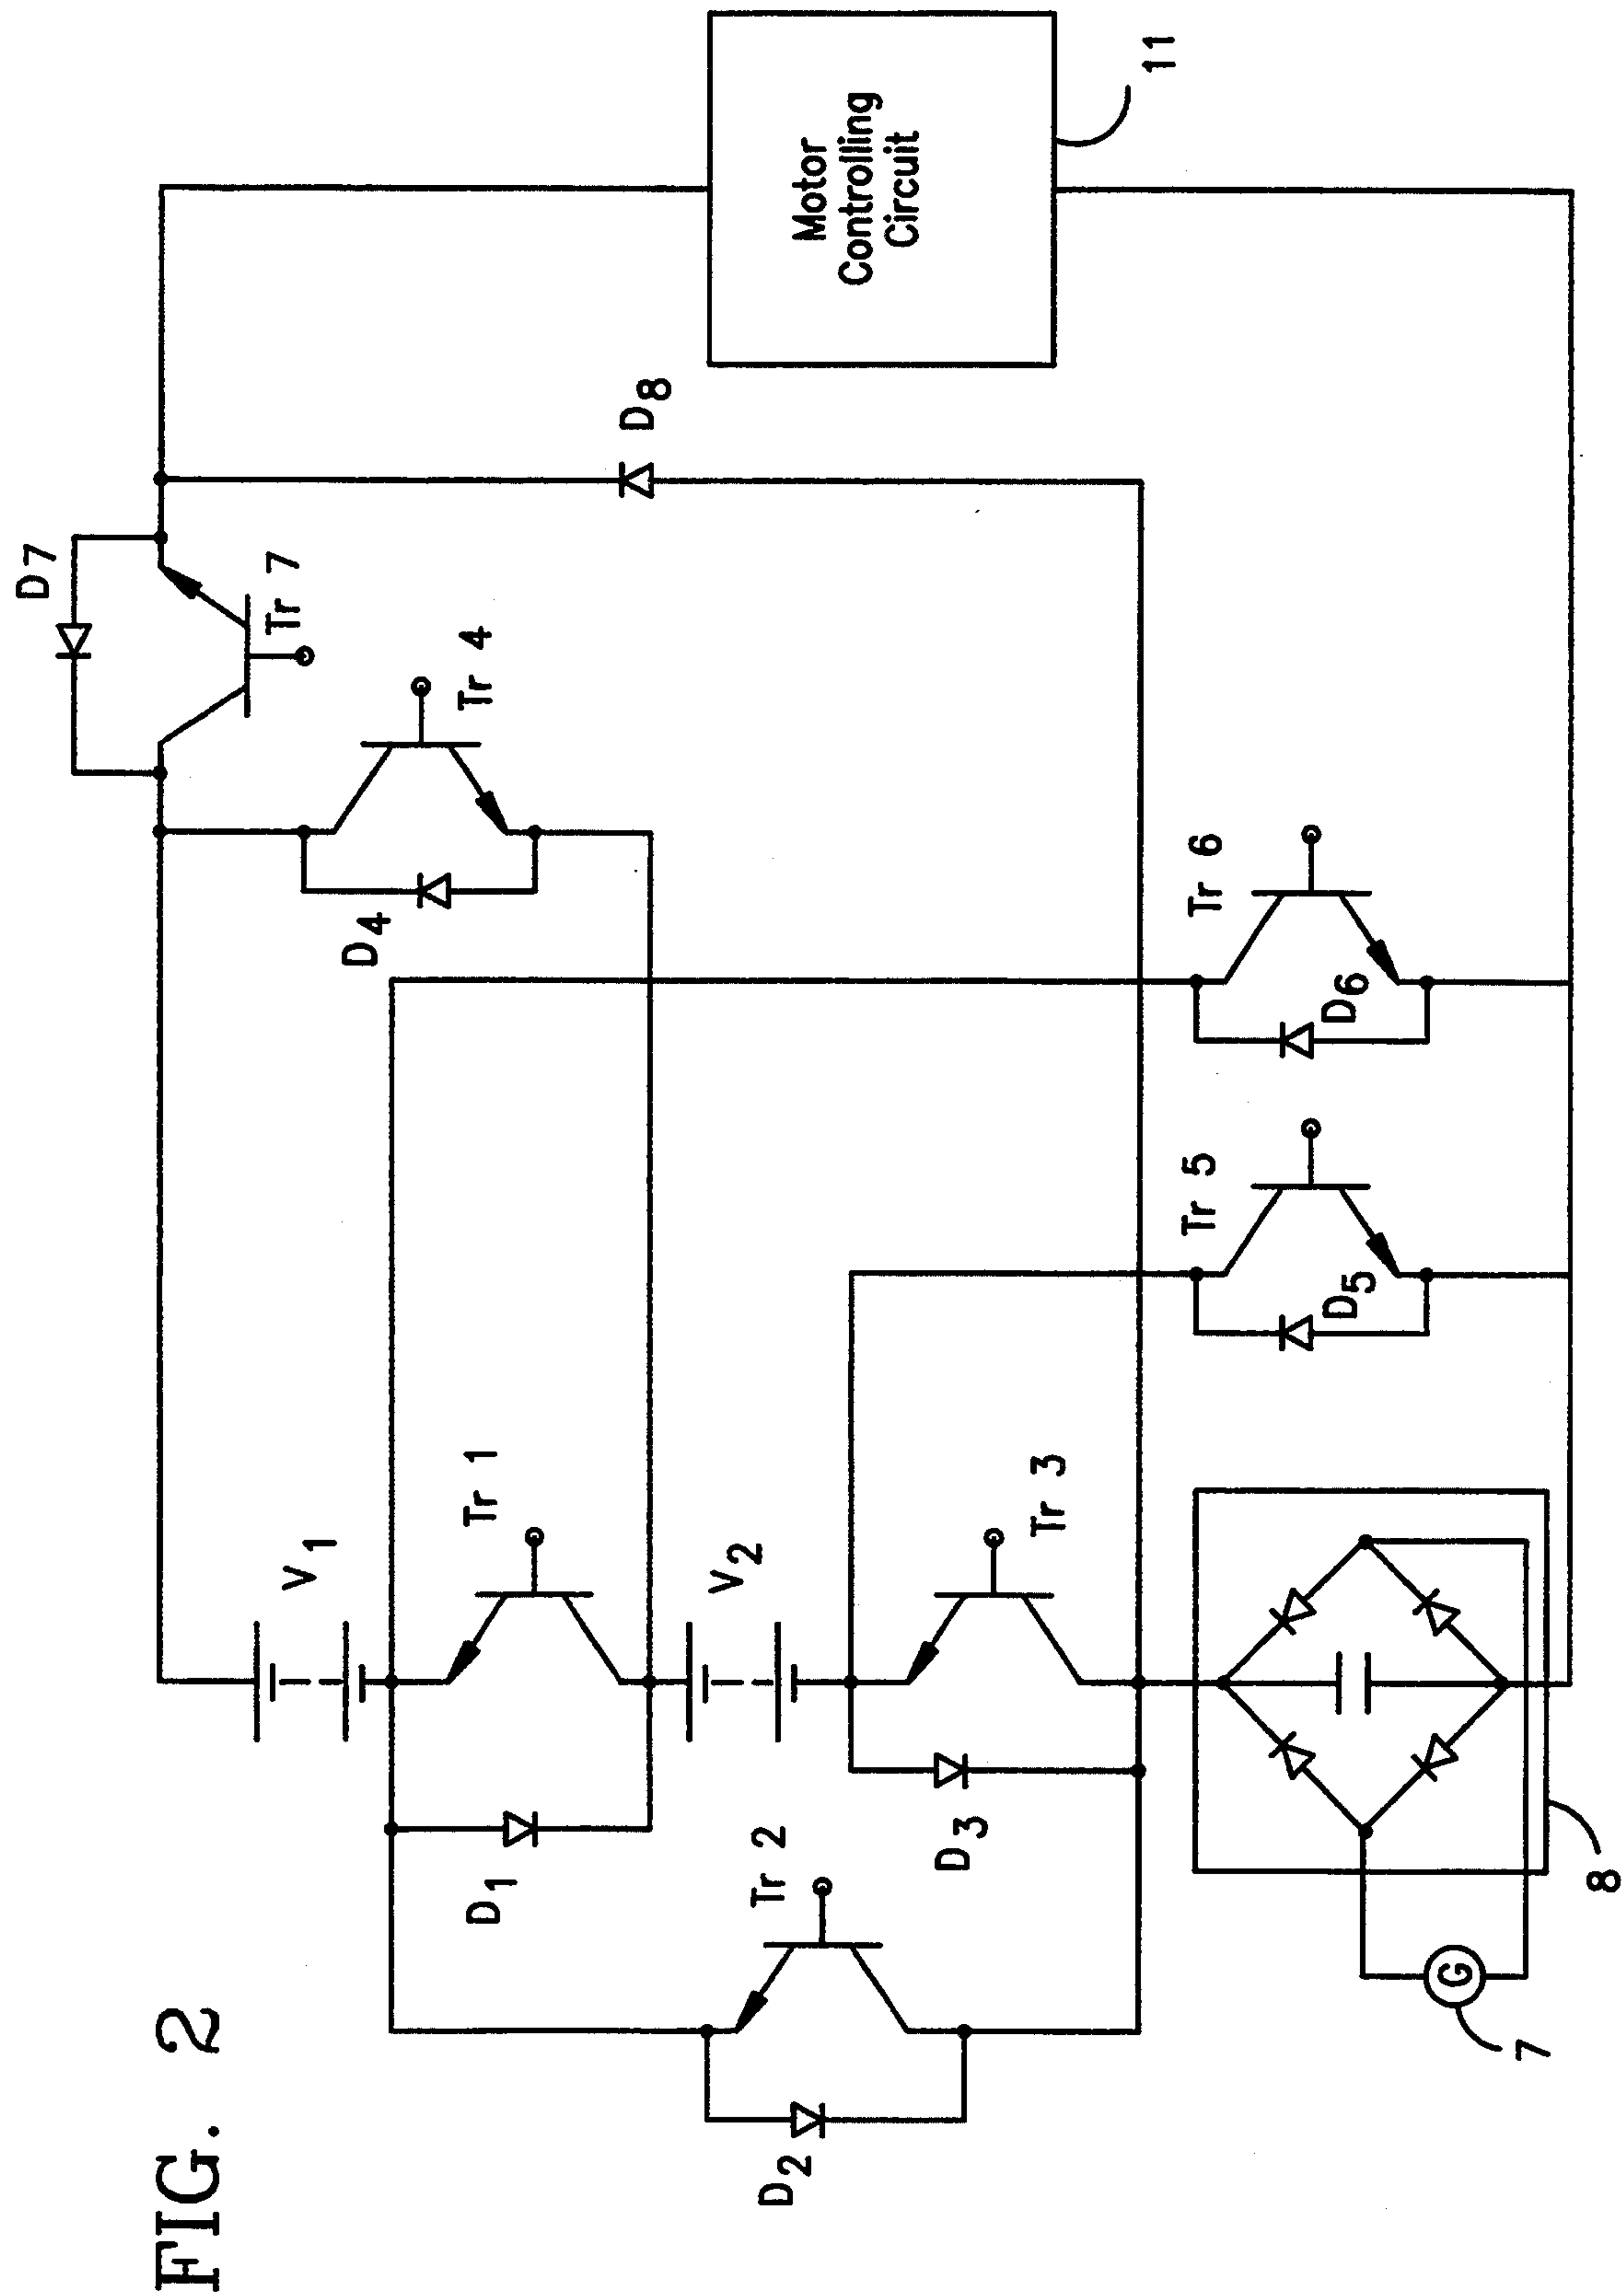 FIG. 2
D7
Tr 7
Tr 4
D4
D8
Motor
Controlling
Circuit
11
V1
Tr 1
D1
V2
Tr 2
D2
Tr 3
D3
Tr 5
D5
Tr 6
D6
G
7
8